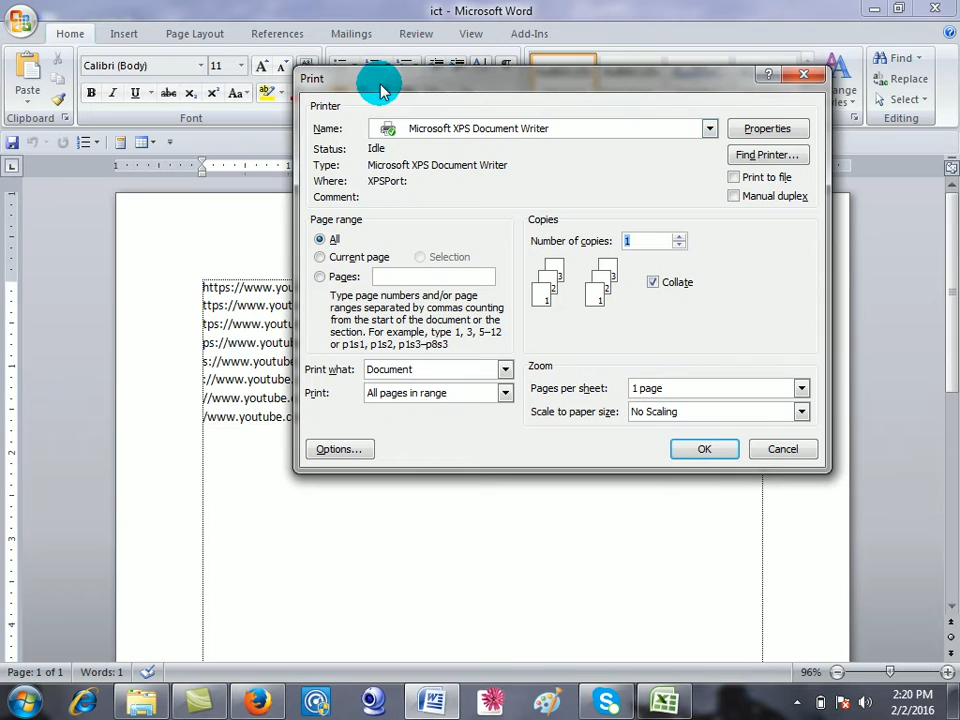 ict - Microsoft Word
Home Insert Page Layout References Mailings Review View Add-Ins
Calibri (Body) 11
Paste
Clipboard
Font
Find
Replace
Select
Print
Printer
Name: Microsoft XPS Document Writer
Properties
Status: Idle
Find Printer...
Type: Microsoft XPS Document Writer
Where: XPSPort:
Print to file
Comment:
Manual duplex
Page range
All
Current page Selection
Pages:
Type page numbers and/or page
ranges separated by commas counting
from the start of the document or the
section. For example, type 1, 3, 5–12
or p1s1, p1s2, p1s3–p8s3
Copies
Number of copies: 1
Collate
Print what: Document
Print: All pages in range
Zoom
Pages per sheet: 1 page
Scale to paper size: No Scaling
Options...
OK
Cancel
https://www.you
ttps://www.yout
tps://www.youtu
ps://www.youtub
s://www.youtube
://www.youtube.
//www.youtube.c
/www.youtube.c
Page: 1 of 1 Words: 1
96%
2:20 PM
2/2/2016